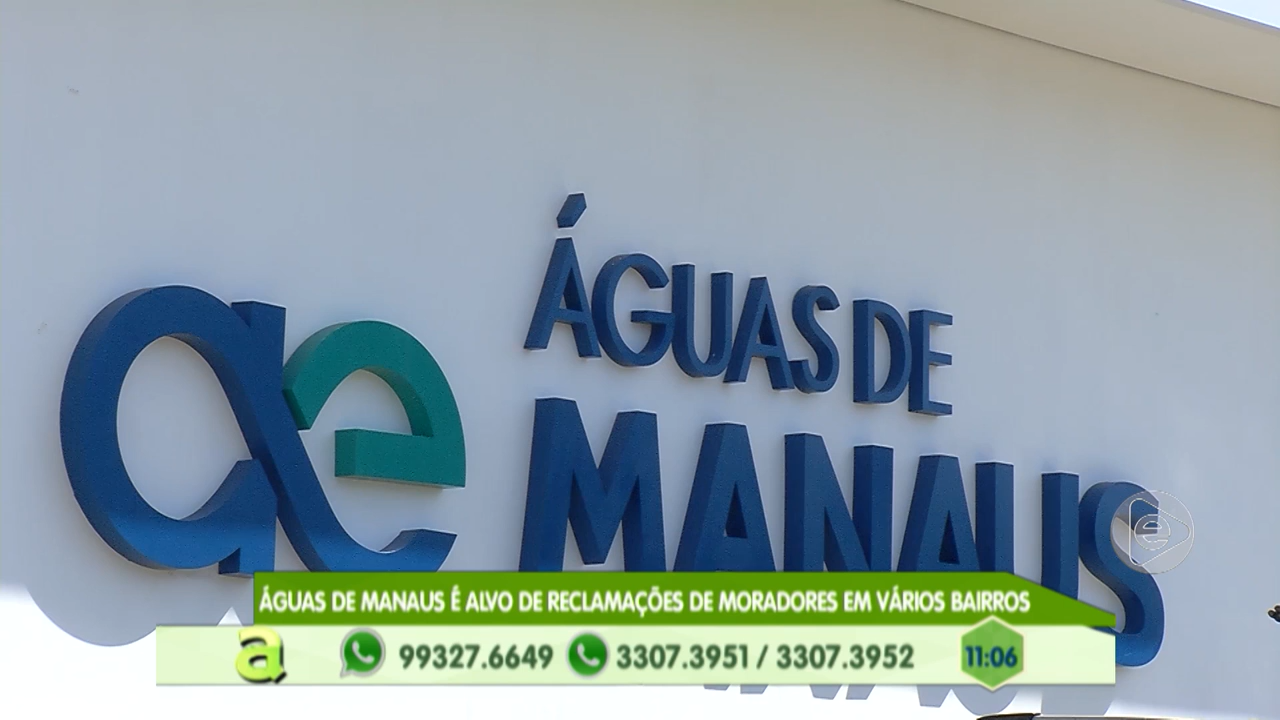 ae
ÁGUAS DE
MANAUS
e
ÁGUAS DE MANAUS É ALVO DE RECLAMAÇÕES DE MORADORES EM VÁRIOS BAIRROS
a 99327.6649 3307.3951 / 3307.3952 11:06